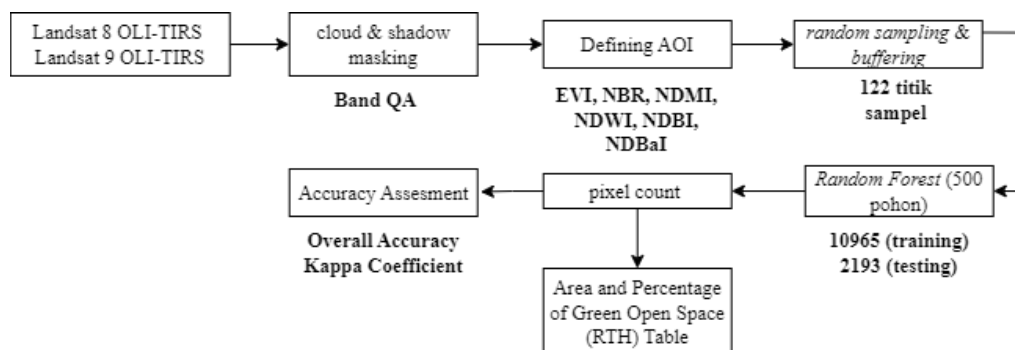 Landsat 8 OLI-TIRS
Landsat 9 OLI-TIRS
cloud & shadow
masking
Band QA
Defining AOI
EVI, NBR, NDMI,
NDWI, NDBI,
NDBaI
random sampling &
buffering
122 titik
sampel
Random Forest (500
pohon)
10965 (training)
2193 (testing)
pixel count
Accuracy Assesment
Overall Accuracy
Kappa Coefficient
Area and Percentage
of Green Open Space
(RTH) Table